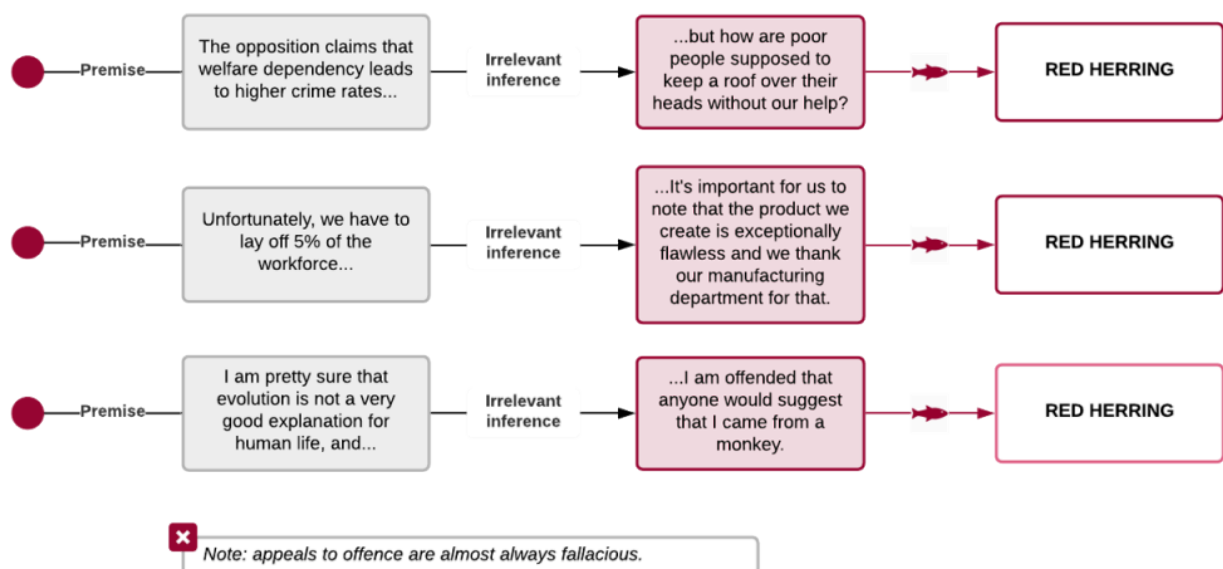 Premise
The opposition claims that
welfare dependency leads
to higher crime rates...
Irrelevant
inference
...but how are poor
people supposed to
keep a roof over their
heads without our help?
RED HERRING
Premise
Unfortunately, we have to
lay off 5% of the
workforce...
Irrelevant
inference
...It's important for us to
note that the product we
create is exceptionally
flawless and we thank
our manufacturing
department for that.
RED HERRING
Premise
I am pretty sure that
evolution is not a very
good explanation for
human life, and...
Irrelevant
inference
...I am offended that
anyone would suggest
that I came from a
monkey.
RED HERRING
Note: appeals to offence are almost always fallacious.